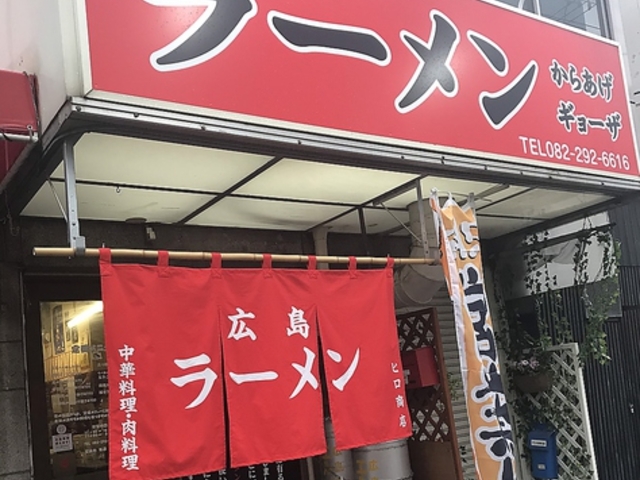 ラーメン
からあげ
ギョーザ
TEL082-292-6616
広島
ラーメン
中華料理・肉料理
ヒロ商店